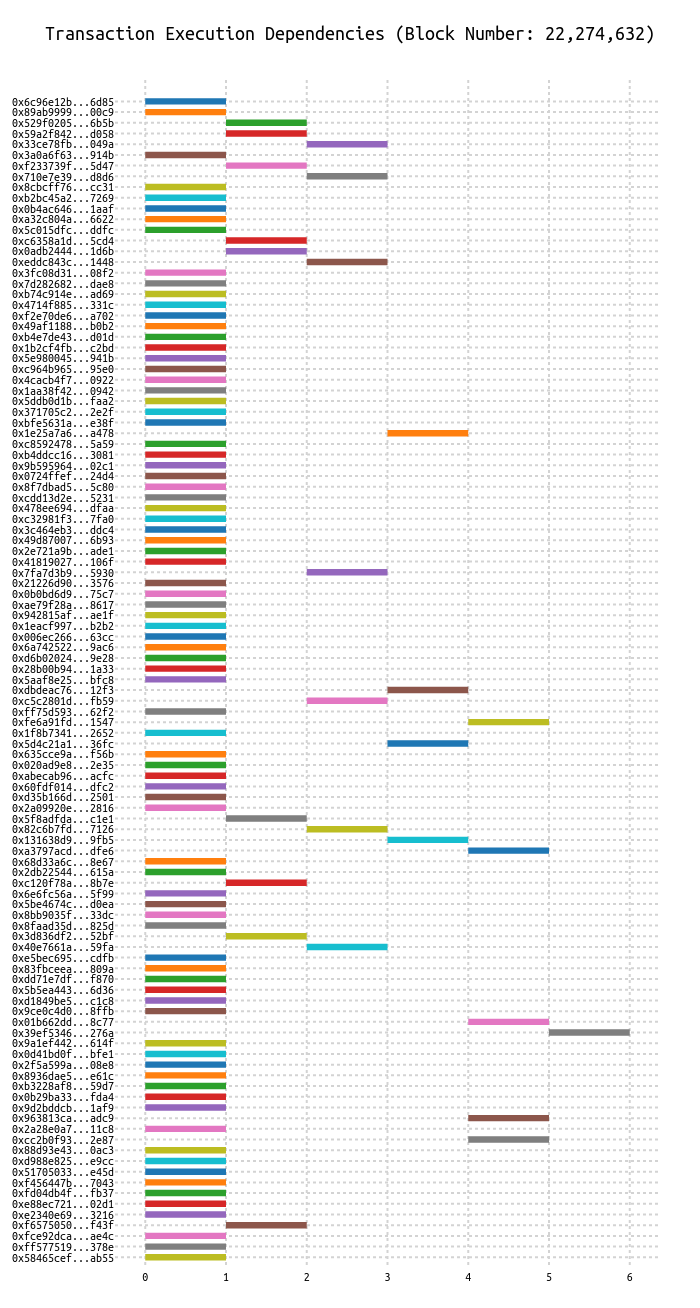 Transaction Execution Dependencies (Block Number: 22,274,632)
0x6c96e12b...6d85
0x89ab9999...00c9
0x529f0205...6b5b
0x59a2f842...d058
0x33ce78fb...049a
0x3a0a6f63...914b
0xf233739f...5d47
0x710e7e39...d8d6
0x8cbcff76...cc31
0xb2bc45a2...7269
0x0b4ac646...1aaf
0xa32c804a...6622
0x5c015dfc...ddfc
0xc6358a1d...5cd4
0x0adb2444...1d6b
0xeddc843c...1448
0x3fc08d31...08f2
0x7d282682...dae8
0xb74c914e...ad69
0x4714f885...331c
0xf2e70de6...a702
0x49af1188...b0b2
0xb4e7de43...d01d
0x1b2cf4fb...c2bd
0x5e980045...941b
0xc964b965...95e0
0x4cacb4f7...0922
0x1aa38f42...0942
0x5ddb0d1b...faa2
0x371705c2...2e2f
0xbfe5631a...e38f
0x1e25a7a6...a478
0xc8592478...5a59
0xb4ddcc16...3081
0x9b595964...02c1
0x0724ffef...24d4
0x8f7dbad5...5c80
0xcdd13d2e...5231
0x478ee694...dfaa
0xc32981f3...7fa0
0x3c464eb3...ddc4
0x49d87007...6b93
0x2e721a9b...ade1
0x41819027...106f
0x7fa7d3b9...5930
0x21226d90...3576
0x0b0bd6d9...75c7
0xae79f28a...8617
0x942815af...ae1f
0x1eacf997...b2b2
0x006ec266...63cc
0x6a742522...9ac6
0xd6b02024...9e28
0x28b00b94...1a33
0x5aaf8e25...bfc8
0xdbdeac76...12f3
0xc5c2801d...fb59
0xff75d593...62f2
0xfe6a91fd...1547
0x1f8b7341...2652
0x5d4c21a1...36fc
0x635cce9a...f56b
0x020ad9e8...2e35
0xabecab96...acfc
0x60fdf014...dfc2
0xd35b166d...2501
0x2a09920e...2816
0x5f8adfda...c1e1
0x82c6b7fd...7126
0x131638d9...9fb5
0xa3797acd...dfe6
0x68d33a6c...8e67
0x2db22544...615a
0xc120f78a...8b7e
0x6e6fc56a...5f99
0x5be4674c...d0ea
0x8bb9035f...33dc
0x8faad35d...825d
0x3d836df2...52bf
0x40e7661a...59fa
0xe5bec695...cdfb
0x83fbceea...809a
0xdd71e7df...f870
0x5b5ea443...6d36
0xd1849be5...c1c8
0x9ce0c4d0...8ffb
0x01b662dd...8c77
0x39ef5346...276a
0x9a1ef442...614f
0x0d41bd0f...bfe1
0x2f5a599a...08e8
0x8936dae5...e61c
0xb3228af8...59d7
0x0b29ba33...fda4
0x9d2bddcb...1af9
0x963813ca...adc9
0x2a28e0a7...11c8
0xcc2b0f93...2e87
0x88d93e43...0ac3
0xd988e825...e9cc
0x51705033...e45d
0xf456447b...7043
0xfd04db4f...fb37
0xe88ec721...02d1
0xe2340e69...3216
0xf6575050...f43f
0xfce92dca...ae4c
0xff577519...378e
0x58465cef...ab55
0 1 2 3 4 5 6